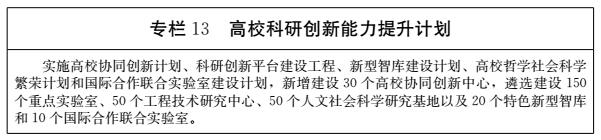 专栏 13 高校科研创新能力提升计划
实施高校协同创新计划、科研创新平台建设工程、新型智库建设计划、高校哲学社会科学
繁荣计划和国际合作联合实验室建设计划，新增建设 30 个高校协同创新中心，遴选建设 150
个重点实验室、50 个工程技术研究中心、50 个人文社会科学研究基地以及 20 个特色新型智库
和 10 个国际合作联合实验室。